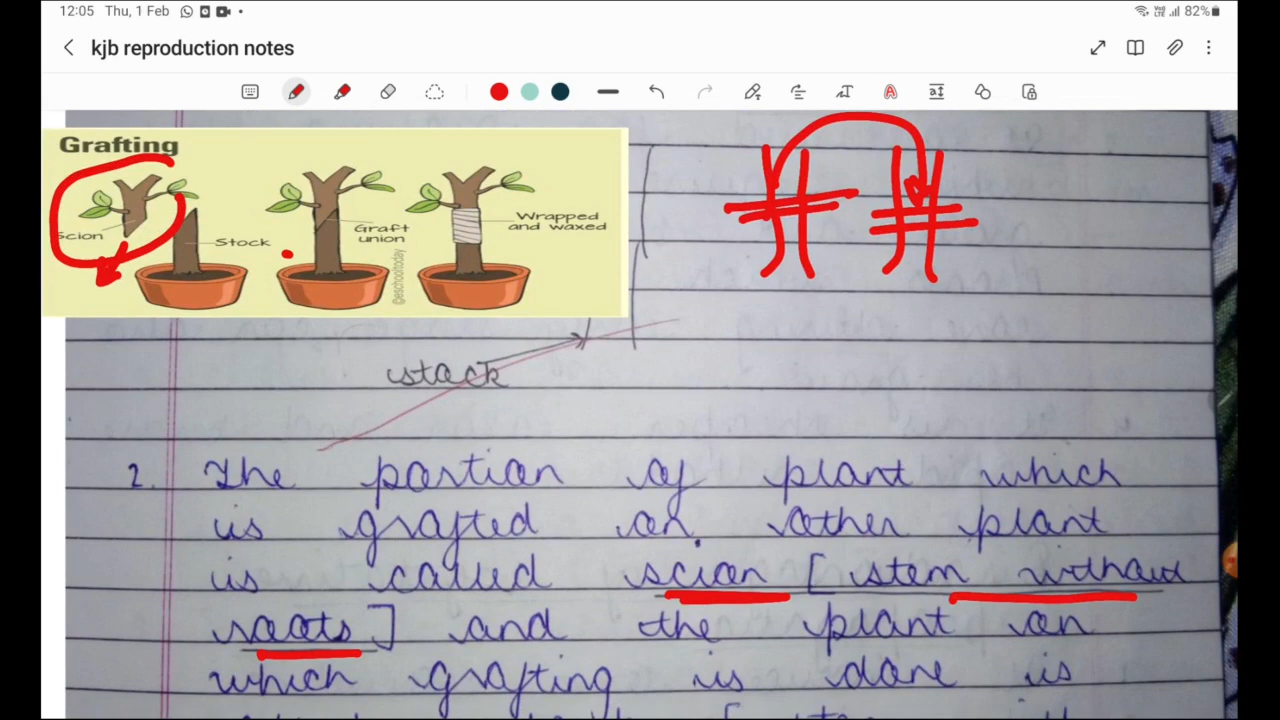 12:05 Thu, 1 Feb
82%
kjb reproduction notes
Grafting
Scion
Stock
Graft
union
Wrapped
and waxed
©eschooltoday
stock
2. The portion of plant which
is grafted on other plant
is called scion [stem without
roots] and the plant on
which grafting is done is